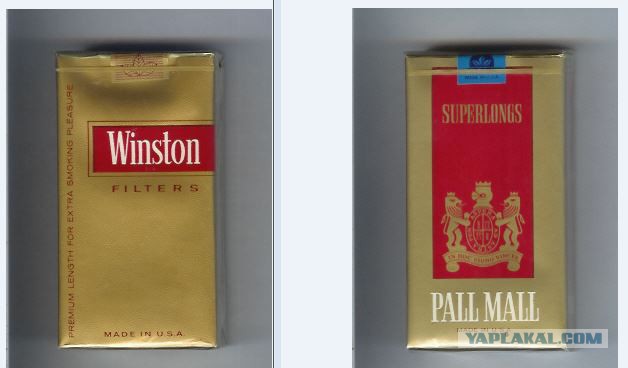 PREMIUM LENGTH FOR EXTRA SMOKING PLEASURE
Winston
FILTERS
MADE IN U.S.A.
SUPERLONGS
IN HOC SIGNO VINCES
PALL MALL
YAPLAKAL.COM